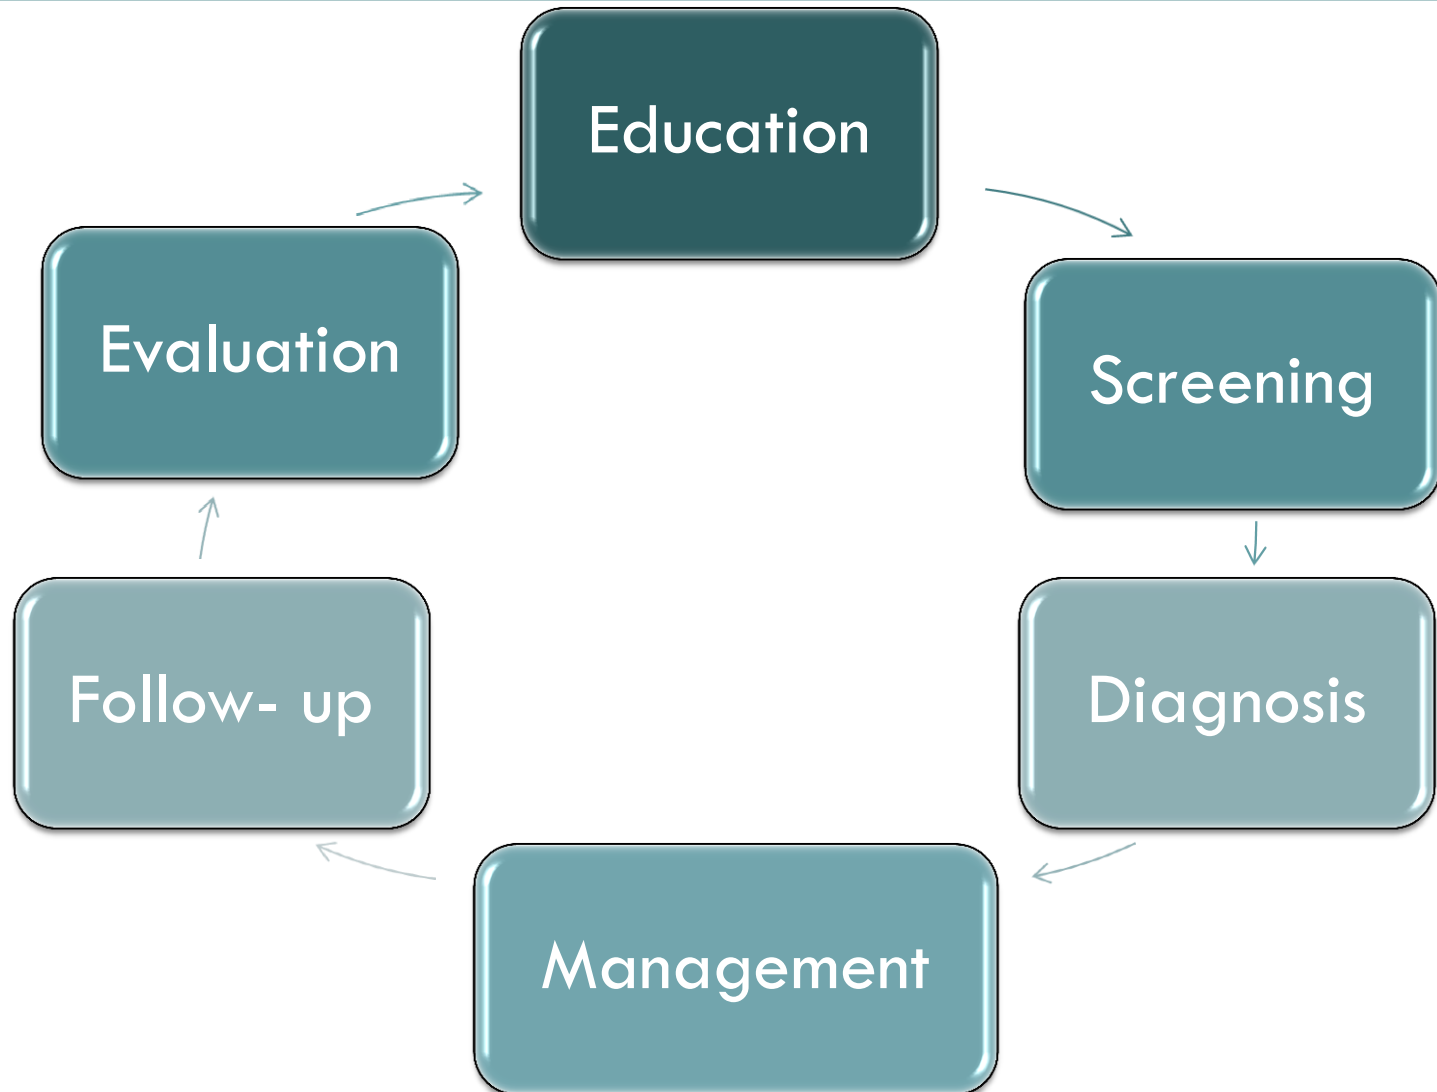 Education
Screening
Diagnosis
Management
Follow- up
Evaluation